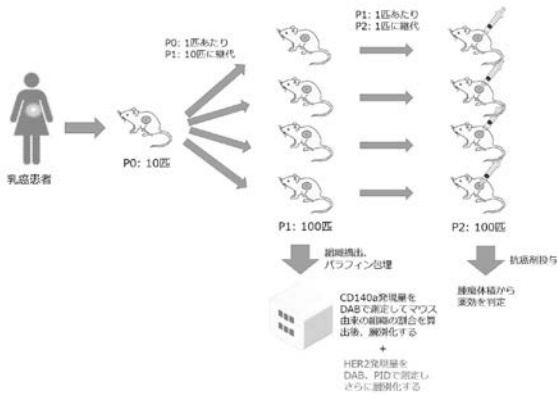 P0: 1匹あたり
P1: 10匹に継代
P1: 1匹あたり
P2: 1匹に継代
乳癌患者
P0: 10匹
P1: 100匹
P2: 100匹
組織摘出、
パラフィン包埋
抗癌剤投与
CD140a発現量を
DABで測定してマウス
由来の組織の割合を算
出後、層別化する
+
HER2発現量を
DAB、PIDで測定し
さらに層別化する
腫瘍体積から
薬効を判定